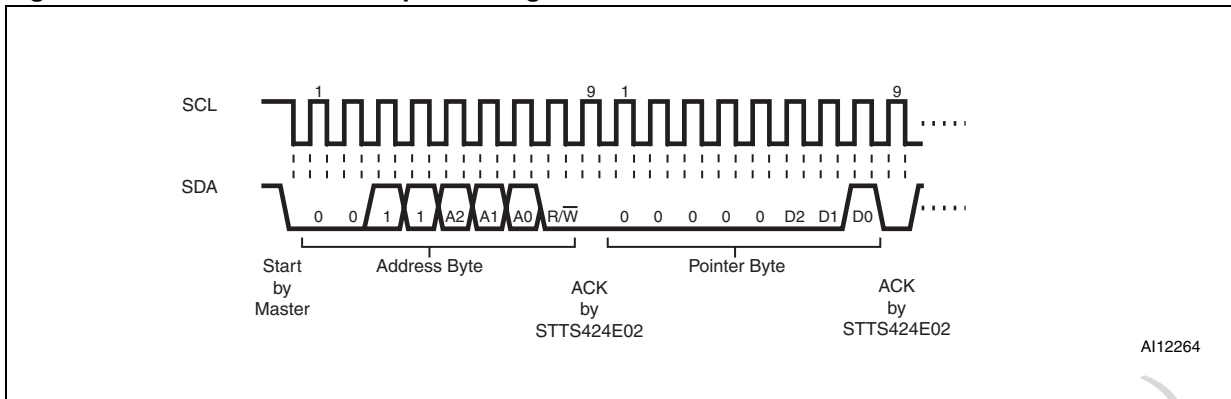 SCL
1 9 1 9
SDA
0 0 1 1 A2 A1 A0 R/W̅ 0 0 0 0 0 D2 D1 D0
Start by Master
Address Byte
ACK by STTS424E02
Pointer Byte
ACK by STTS424E02
AI12264